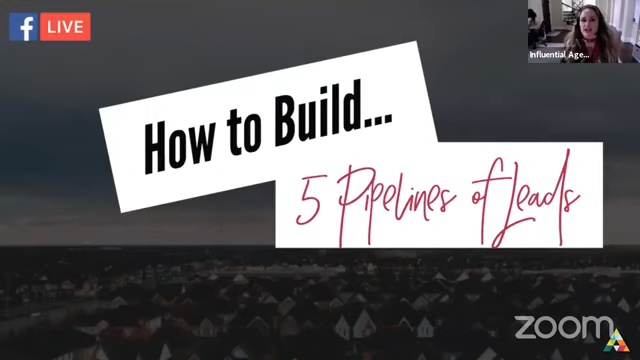 f LIVE
Influential Age...
How to Build...
5 Pipelines of Leads
zoom